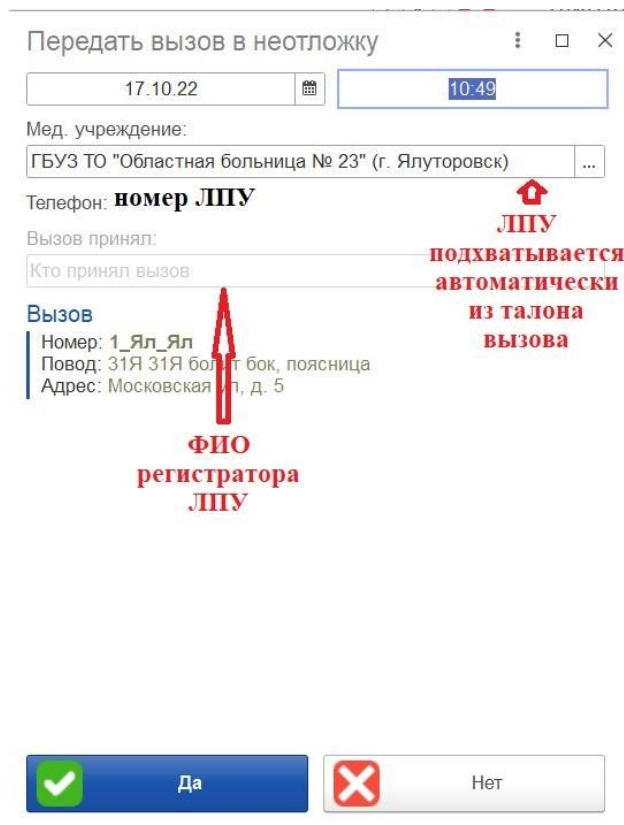 Передать вызов в неотложку
17.10.22
10:49
Мед. учреждение:
ГБУЗ ТО "Областная больница № 23" (г. Ялуторовск)
...
Телефон: номер ЛПУ
ЛПУ
подхватывается
автоматически
из талона
вызова
Вызов принял:
Кто принял вызов
Вызов
Номер: 1_Ял_Ял
Повод: 31Я 31Я болит бок, поясница
Адрес: Московская ул, д. 5
ФИО
регистратора
ЛПУ
Да
Нет